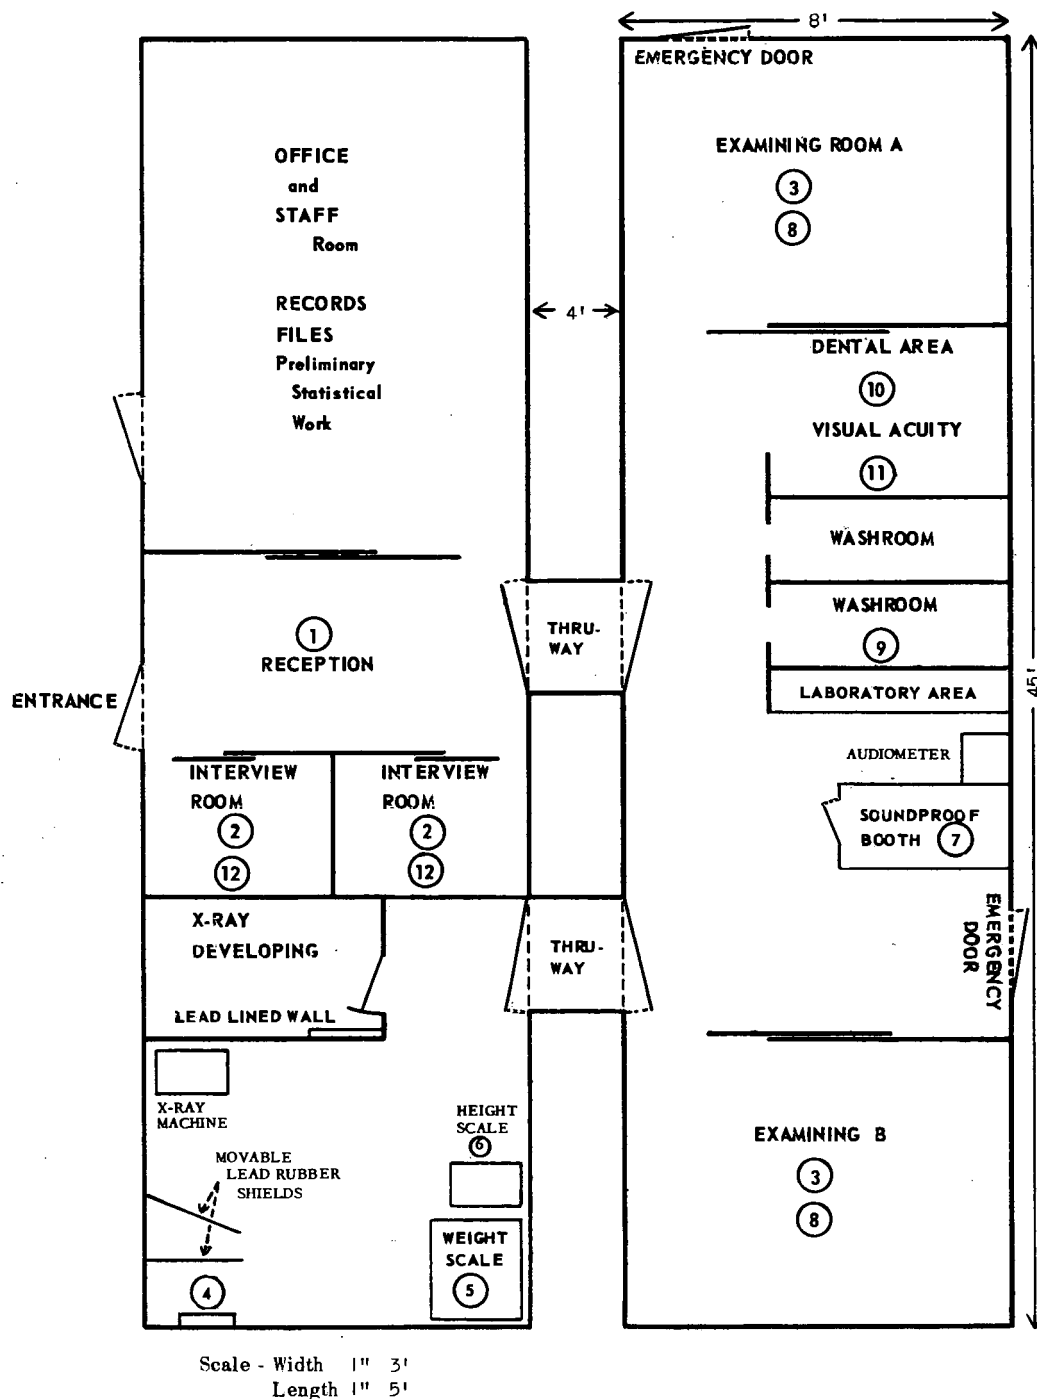 8'
EMERGENCY DOOR
OFFICE
and
STAFF
Room
RECORDS
FILES
Preliminary
Statistical
Work
EXAMINING ROOM A
3
8
4'
DENTAL AREA
10
VISUAL ACUITY
11
WASHROOM
WASHROOM
9
LABORATORY AREA
45'
THRU-
WAY
1
RECEPTION
ENTRANCE
INTERVIEW
ROOM
2
12
INTERVIEW
ROOM
2
12
AUDIOMETER
SOUNDPROOF
BOOTH 7
EMERGENCY
DOOR
X-RAY
DEVELOPING
LEAD LINED WALL
THRU-
WAY
X-RAY
MACHINE
HEIGHT
SCALE
6
MOVABLE
LEAD RUBBER
SHIELDS
WEIGHT
SCALE
5
4
EXAMINING B
3
8
Scale - Width 1" 3'
Length 1" 5'